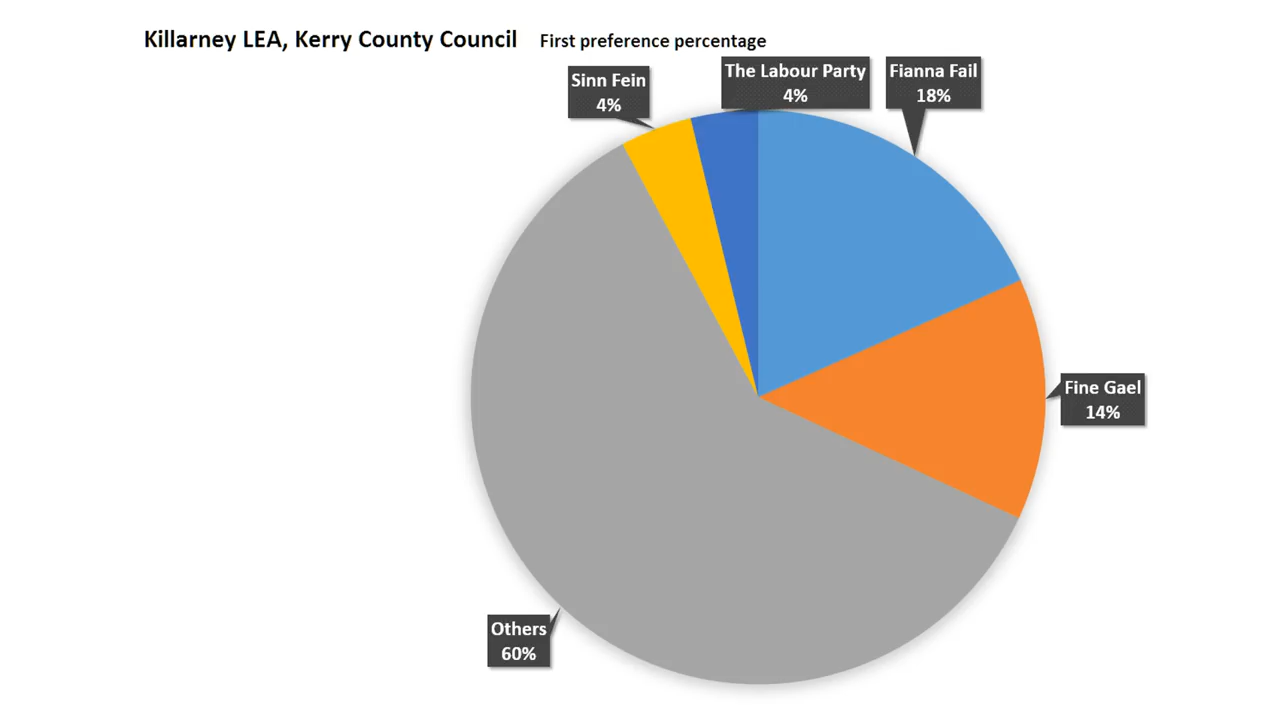 Killarney LEA, Kerry County Council First preference percentage
Sinn Fein
4%
The Labour Party
4%
Fianna Fail
18%
Fine Gael
14%
Others
60%